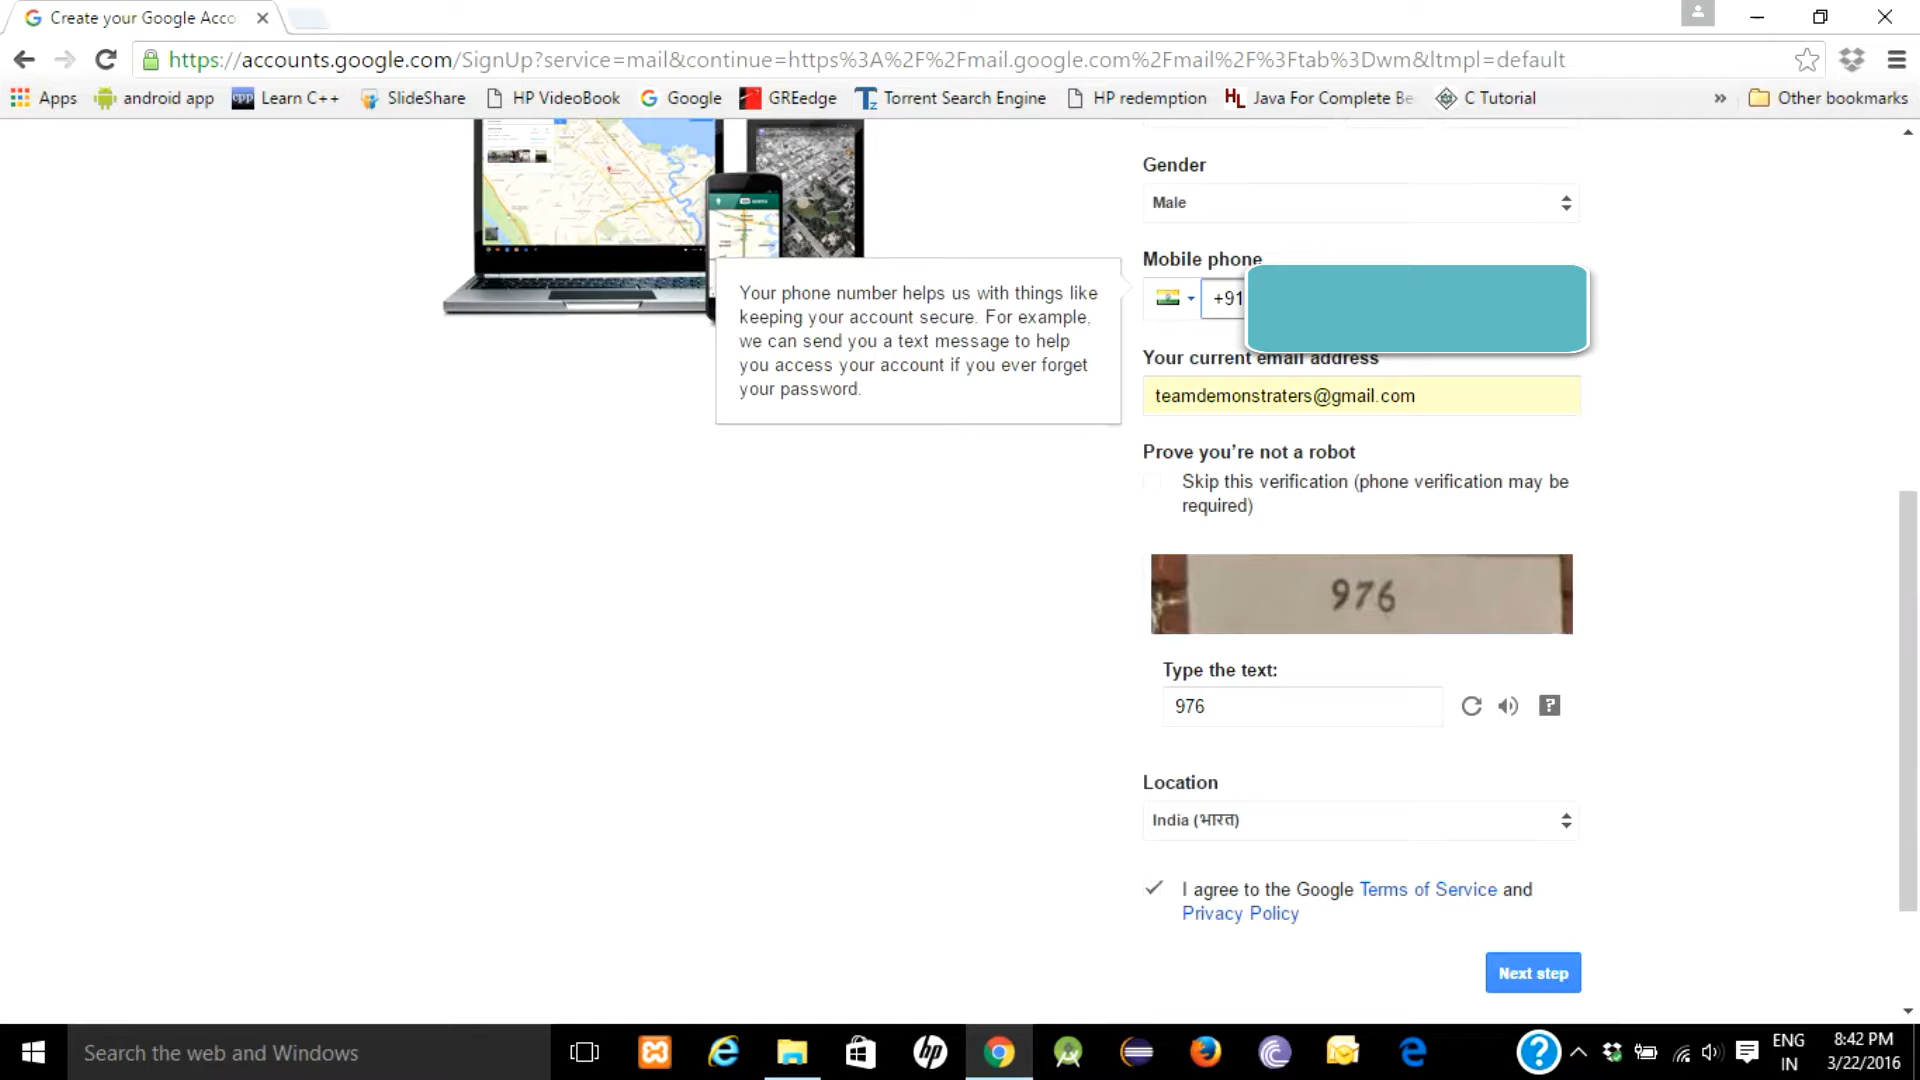 Create your Google Acco
https://accounts.google.com/SignUp?service=mail&continue=https%3A%2F%2Fmail.google.com%2Fmail%2F%3Ftab%3Dwm&ltmpl=default
Apps android app cpp Learn C++ SlideShare HP VideoBook Google GREedge Torrent Search Engine HP redemption HL Java For Complete Be C Tutorial » Other bookmarks
Gender
Male
Mobile phone
+91
Your phone number helps us with things like
keeping your account secure. For example,
we can send you a text message to help
you access your account if you ever forget
your password.
Your current email address
teamdemonstraters@gmail.com
Prove you’re not a robot
Skip this verification (phone verification may be
required)
976
Type the text:
976
Location
India (भारत)
I agree to the Google Terms of Service and
Privacy Policy
Next step
Search the web and Windows
hp
ENG
IN
8:42 PM
3/22/2016